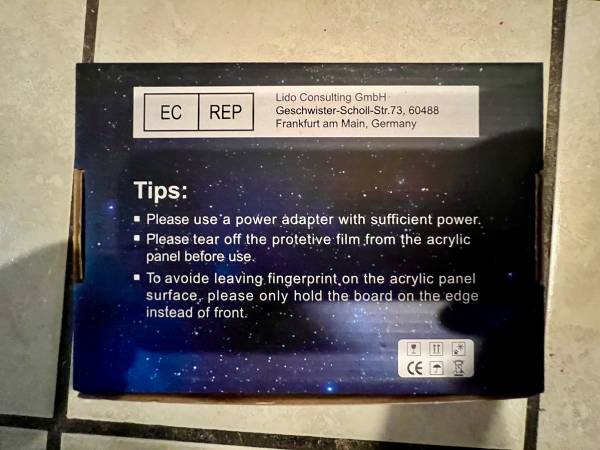 EC REP
Lido Consulting GmbH
Geschwister-Scholl-Str.73, 60488
Frankfurt am Main, Germany
Tips:
▪ Please use a power adapter with sufficient power.
▪ Please tear off the protetive film from the acrylic
panel before use.
▪ To avoide leaving fingerprint on the acrylic panel
surface, please only hold the board on the edge
instead of front.
CE